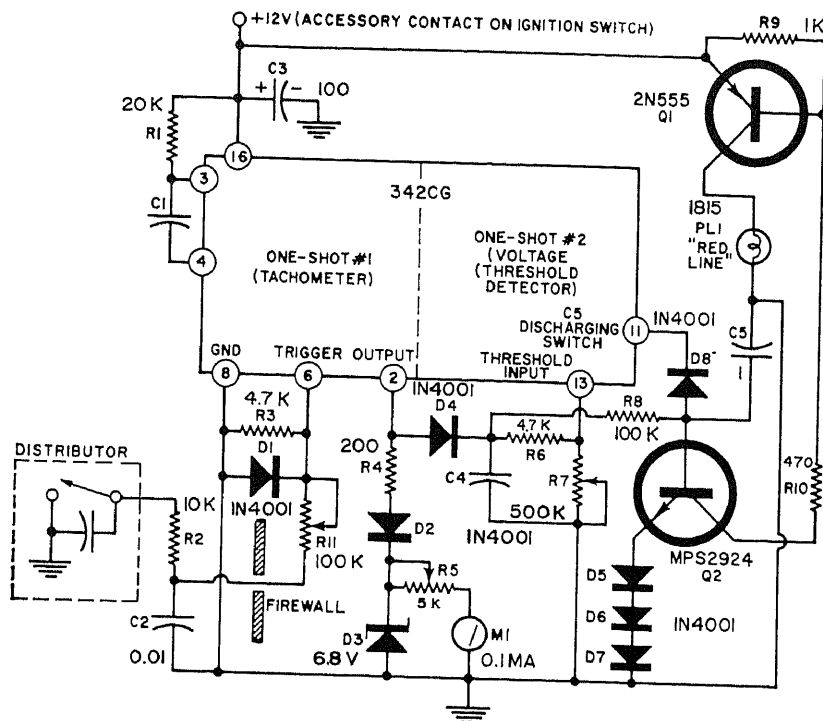 +12V (ACCESSORY CONTACT ON IGNITION SWITCH)
R9
1K
C3
+ -
100
2N555
Q1
20K
R1
16
3
342CG
C1
1815
PL1
"RED
LINE"
ONE-SHOT #1
(TACHOMETER)
ONE-SHOT #2
(VOLTAGE
(THRESHOLD
DETECTOR)
4
C5
DISCHARGING
SWITCH
11
1N4001
C5
D8
1
GND
TRIGGER
OUTPUT
THRESHOLD
INPUT
8
6
2
13
1N4001
4.7K
R3
D4
R8
100K
DISTRIBUTOR
D1
200
R4
4.7K
R6
470
R10
10K
1N4001
C4
R7
R2
R11
100K
D2
1N4001
500K
MPS2924
Q2
R5
5K
D5
C2
FIREWALL
D6
1N4001
0.01
D3
6.8V
M1
0.1MA
D7